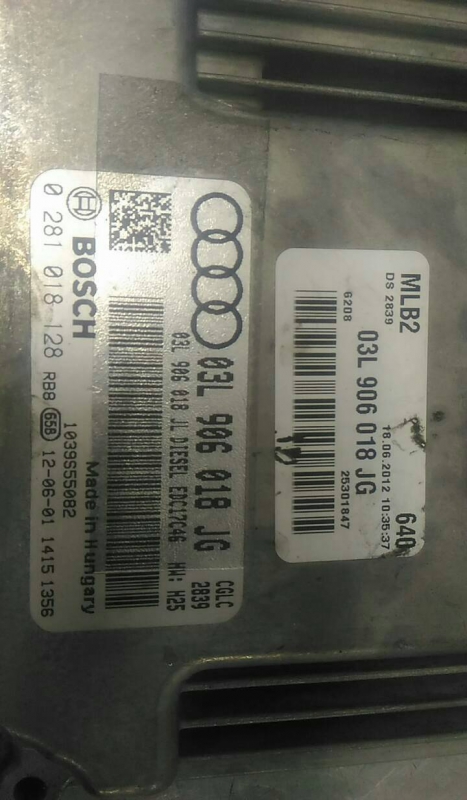 MLB2 640
DS 2839 18.06.2012 10:35:37
03L 906 018 JG
6208 25301847
03L 906 018 JG CGLC
2839
03L 906 018 JL DIESEL EDC17C46 HW: H25
BOSCH Made in Hungary
1039S55082
0 281 018 128 RB8 658 12-06-01 1415 1356